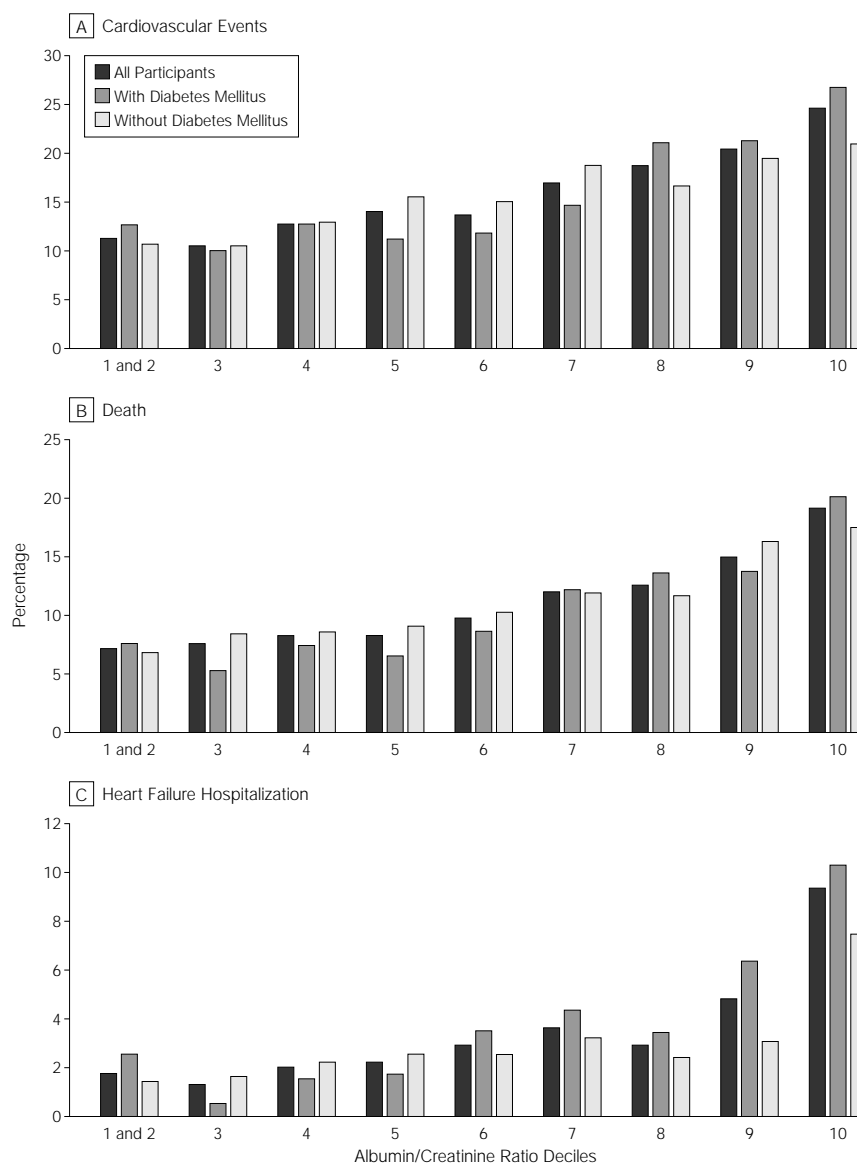 A Cardiovascular Events
30
25
20
15
10
5
0
All Participants
With Diabetes Mellitus
Without Diabetes Mellitus
1 and 2 3 4 5 6 7 8 9 10
B Death
25
20
15
10
5
0
Percentage
1 and 2 3 4 5 6 7 8 9 10
C Heart Failure Hospitalization
12
10
8
6
4
2
0
1 and 2 3 4 5 6 7 8 9 10
Albumin/Creatinine Ratio Deciles